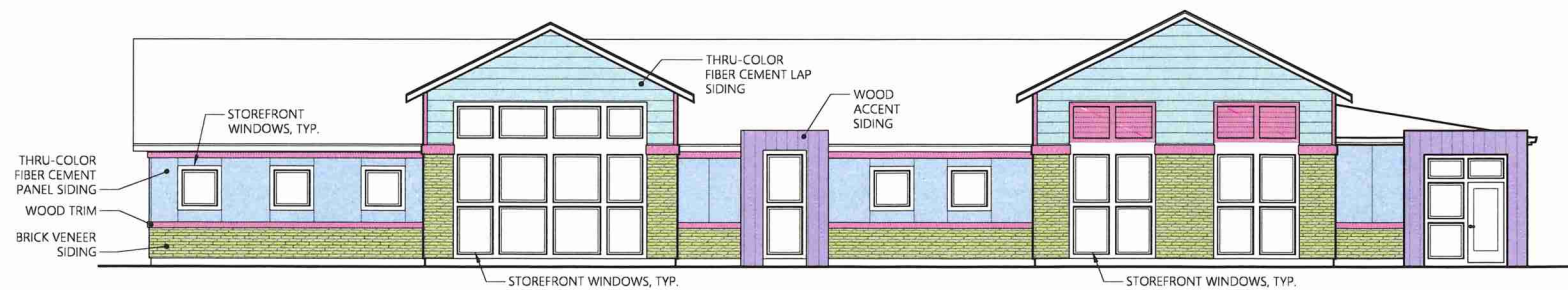 THRU-COLOR
FIBER CEMENT LAP
SIDING
WOOD
ACCENT
SIDING
STOREFRONT
WINDOWS, TYP.
THRU-COLOR
FIBER CEMENT
PANEL SIDING
WOOD TRIM
BRICK VENEER
SIDING
STOREFRONT WINDOWS, TYP.
STOREFRONT WINDOWS, TYP.